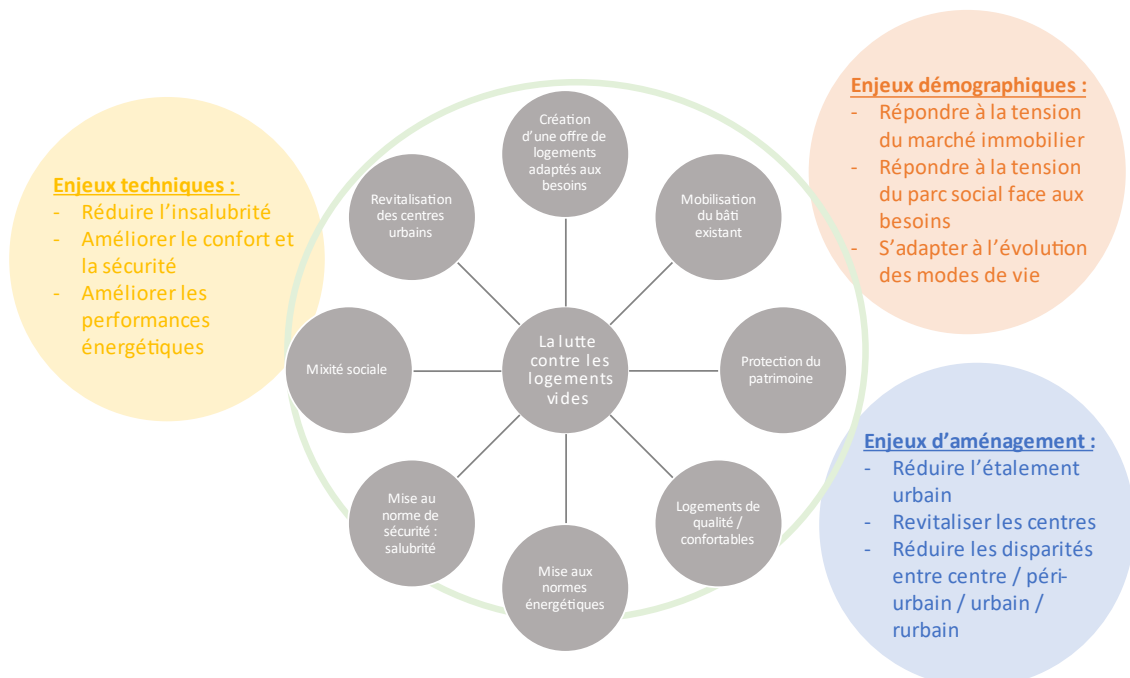 Enjeux techniques :
- Réduire l'insalubrité
- Améliorer le confort et
la sécurité
- Améliorer les
performances
énergétiques
Création
d'une offre de
logements
adaptés aux
besoins
Revitalisation
des centres
urbains
Mobilisation
du bâti
existant
Mixité sociale
La lutte
contre les
logements
vides
Protection du
patrimoine
Mise au
norme de
sécurité :
salubrité
Logements de
qualité /
confortables
Mise aux
normes
énergétiques
Enjeux démographiques :
- Répondre à la tension
du marché immobilier
- Répondre à la tension
du parc social face aux
besoins
- S'adapter à l'évolution
des modes de vie
Enjeux d'aménagement :
- Réduire l'étalement
urbain
- Revitaliser les centres
- Réduire les disparités
entre centre / péri-
urbain / urbain /
rurbain